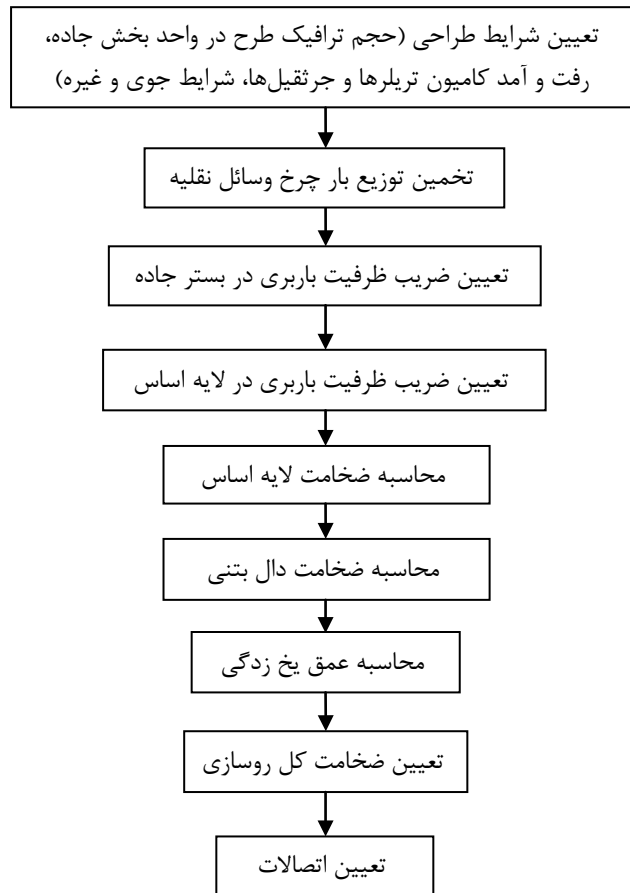 تعیین شرایط طراحی (حجم ترافیک طرح در واحد بخش جاده،
رفت و آمد کامیون تریلرها و جرثقیل‌ها، شرایط جوی و غیره)
تخمین توزیع بار چرخ وسائل نقلیه
تعیین ضریب ظرفیت باربری در بستر جاده
تعیین ضریب ظرفیت باربری در لایه اساس
محاسبه ضخامت لایه اساس
محاسبه ضخامت دال بتنی
محاسبه عمق یخ زدگی
تعیین ضخامت کل روسازی
تعیین اتصالات